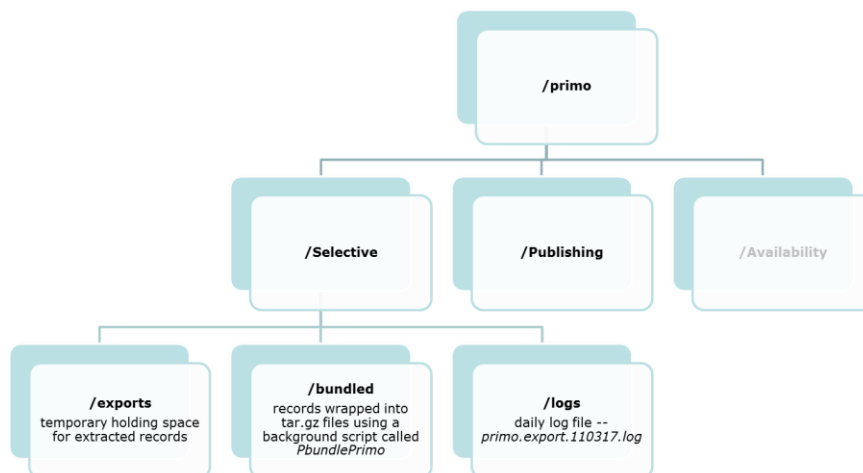 /primo
/Selective
/Publishing
/Availability
/exports
temporary holding space
for extracted records
/bundled
records wrapped into
tar.gz files using a
background script called
PbundlePrimo
/logs
daily log file --
primo.export.110317.log